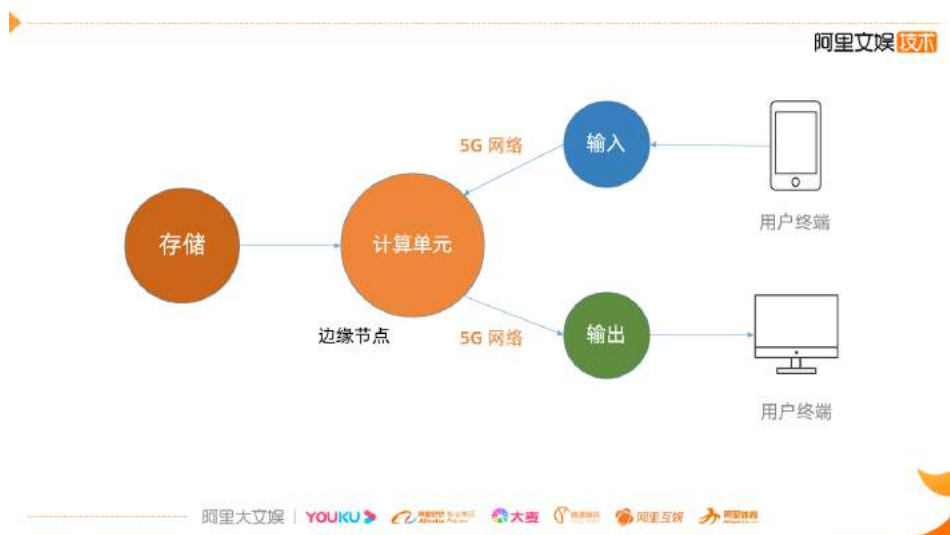 阿里文娱技术
5G 网络
输入
存储
计算单元
用户终端
边缘节点
5G 网络
输出
用户终端
阿里大文娱
YOUKU
大麦
阿里互娱